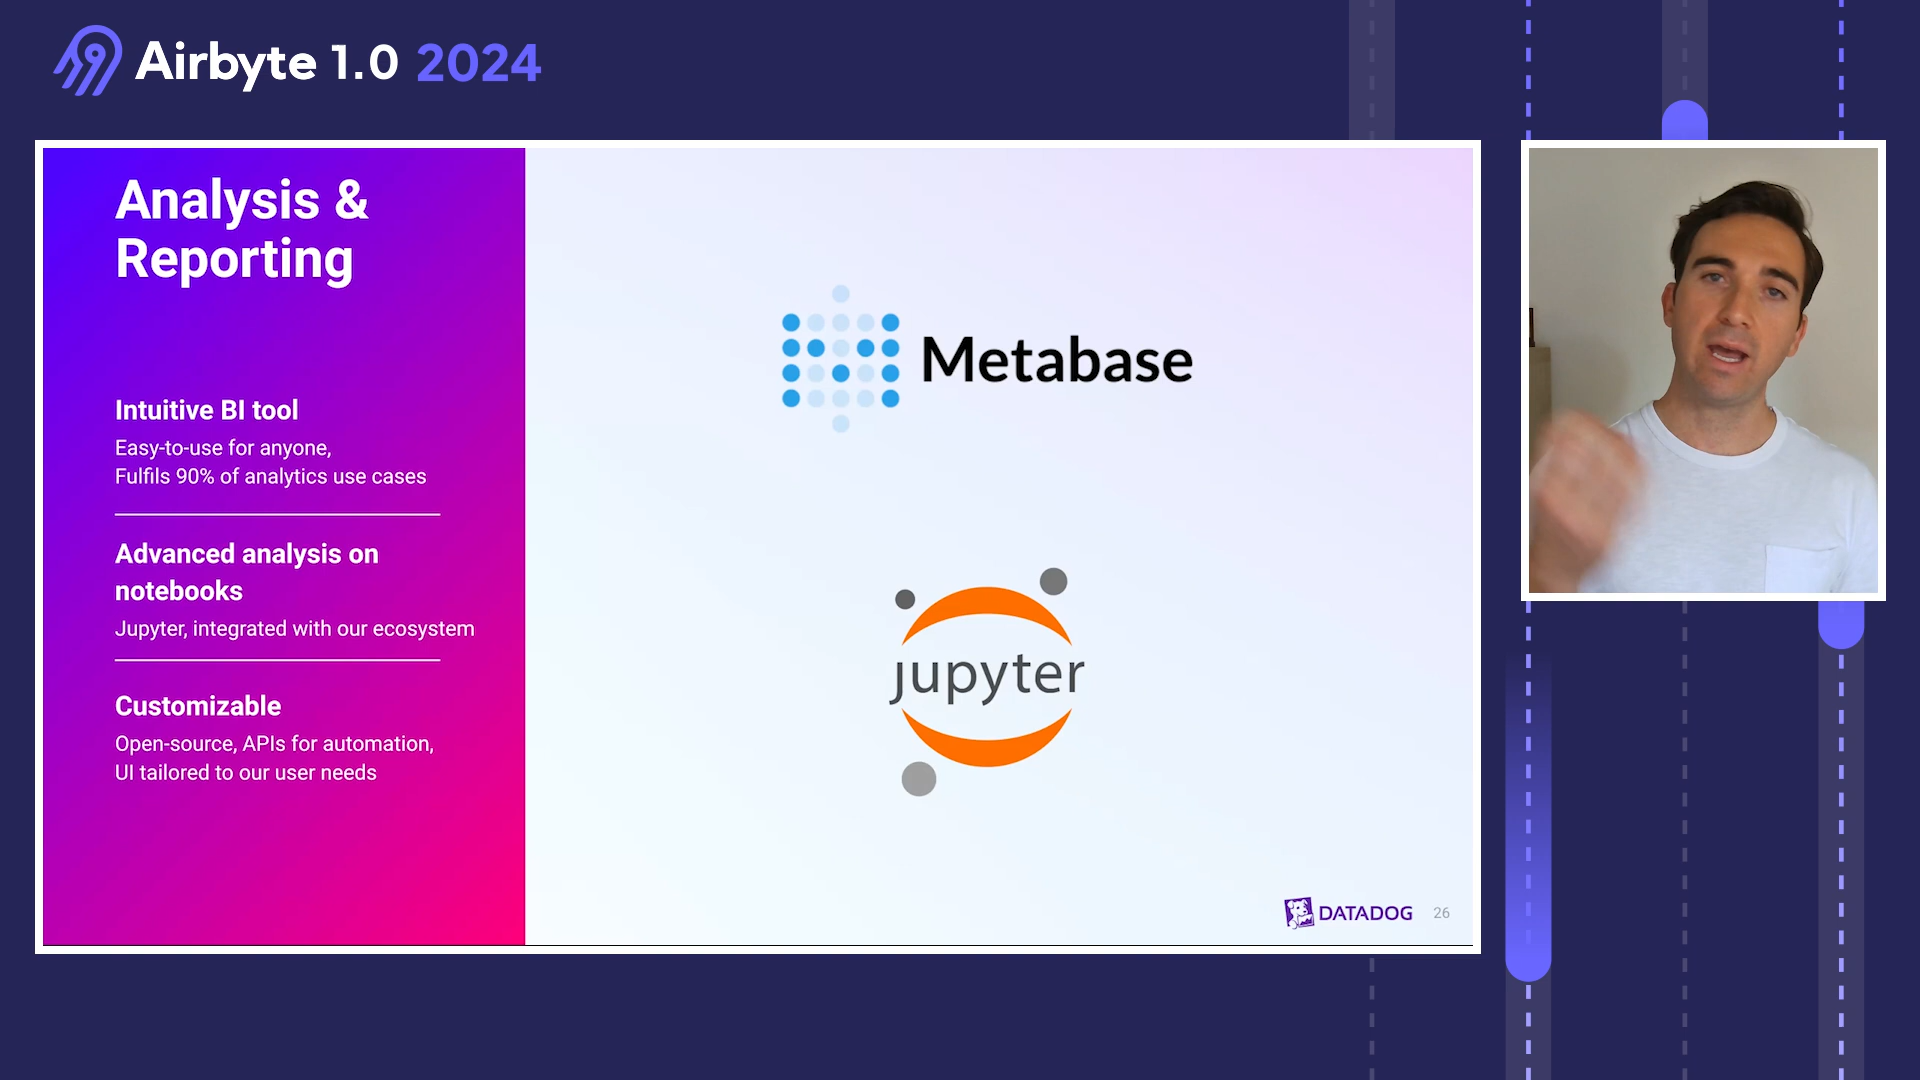 Airbyte 1.0 2024
Analysis &
Reporting
Intuitive BI tool
Easy-to-use for anyone,
Fulfils 90% of analytics use cases
Advanced analysis on
notebooks
Jupyter, integrated with our ecosystem
Customizable
Open-source, APIs for automation,
UI tailored to our user needs
Metabase
jupyter
DATADOG 26